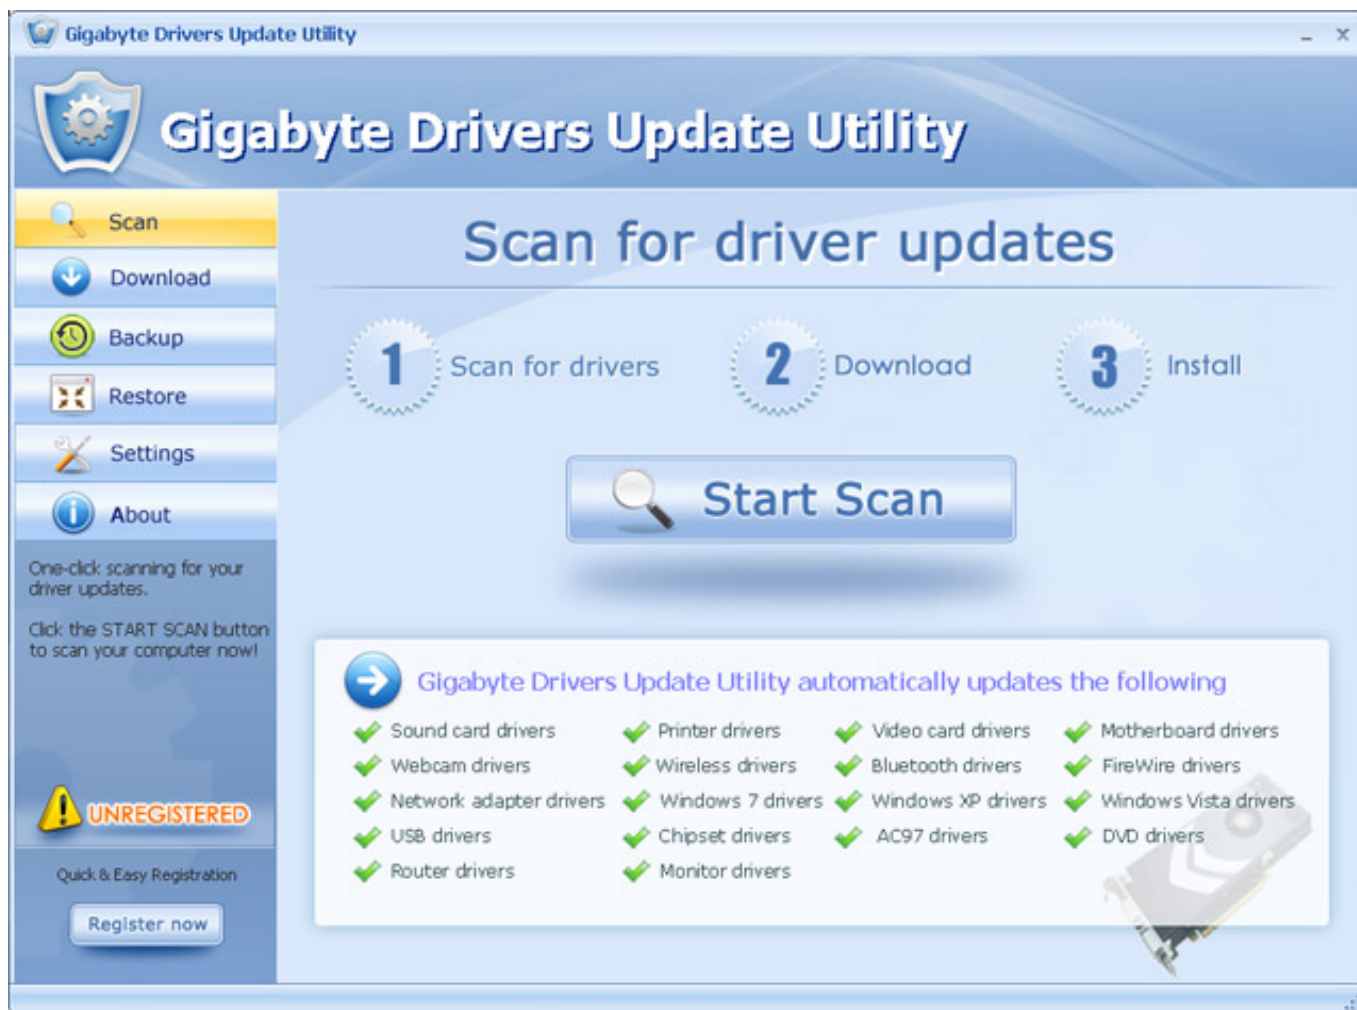 Gigabyte Drivers Update Utility
Gigabyte Drivers Update Utility
Scan
Download
Backup
Restore
Settings
About
One-click scanning for your
driver updates.
Click the START SCAN button
to scan your computer now!
UNREGISTERED
Quick & Easy Registration
Register now
Scan for driver updates
1 Scan for drivers 2 Download 3 Install
Start Scan
Gigabyte Drivers Update Utility automatically updates the following
Sound card drivers Printer drivers Video card drivers Motherboard drivers
Webcam drivers Wireless drivers Bluetooth drivers FireWire drivers
Network adapter drivers Windows 7 drivers Windows XP drivers Windows Vista drivers
USB drivers Chipset drivers AC97 drivers DVD drivers
Router drivers Monitor drivers